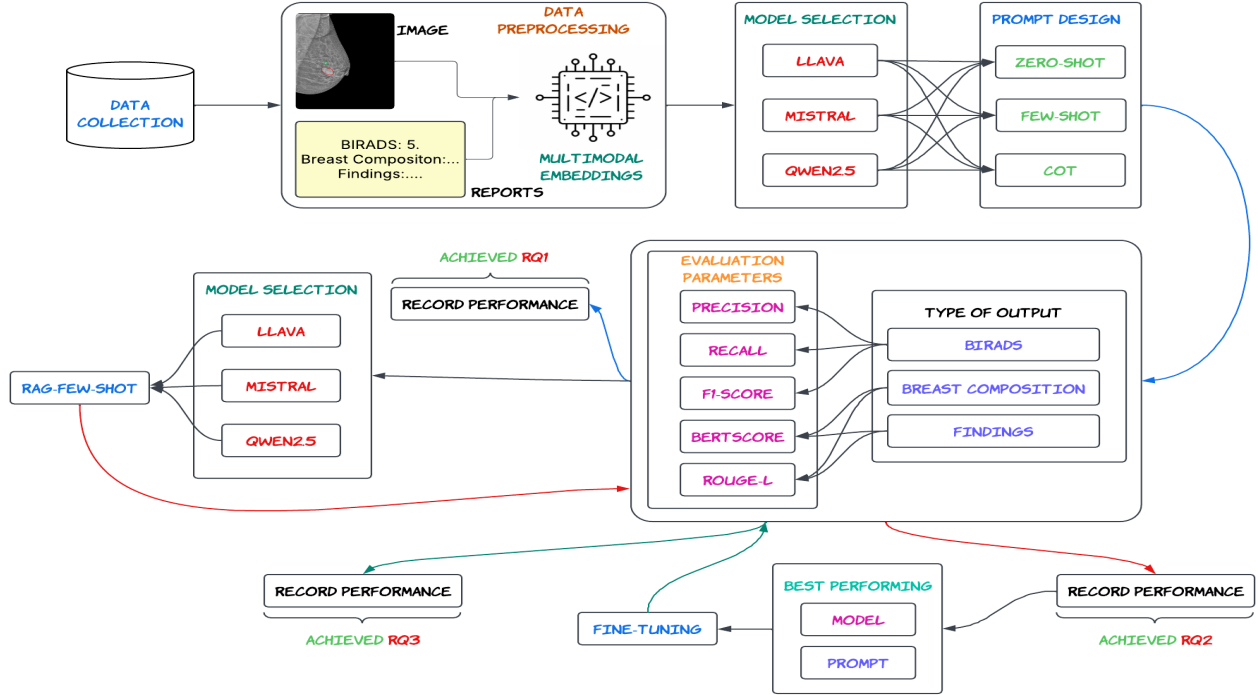 DATA
COLLECTION
IMAGE
BIRADS: 5.
Breast Compositon:...
Findings:....
REPORTS
DATA
PREPROCESSING
</>
MULTIMODAL
EMBEDDINGS
MODEL SELECTION
LLAVA
MISTRAL
QWEN2.5
PROMPT DESIGN
ZERO-SHOT
FEW-SHOT
COT
EVALUATION
PARAMETERS
PRECISION
RECALL
F1-SCORE
BERTSCORE
ROUGE-L
TYPE OF OUTPUT
BIRADS
BREAST COMPOSITION
FINDINGS
ACHIEVED RQ1
RECORD PERFORMANCE
MODEL SELECTION
LLAVA
MISTRAL
QWEN2.5
RAG-FEW-SHOT
RECORD PERFORMANCE
ACHIEVED RQ3
FINE-TUNING
BEST PERFORMING
MODEL
PROMPT
RECORD PERFORMANCE
ACHIEVED RQ2